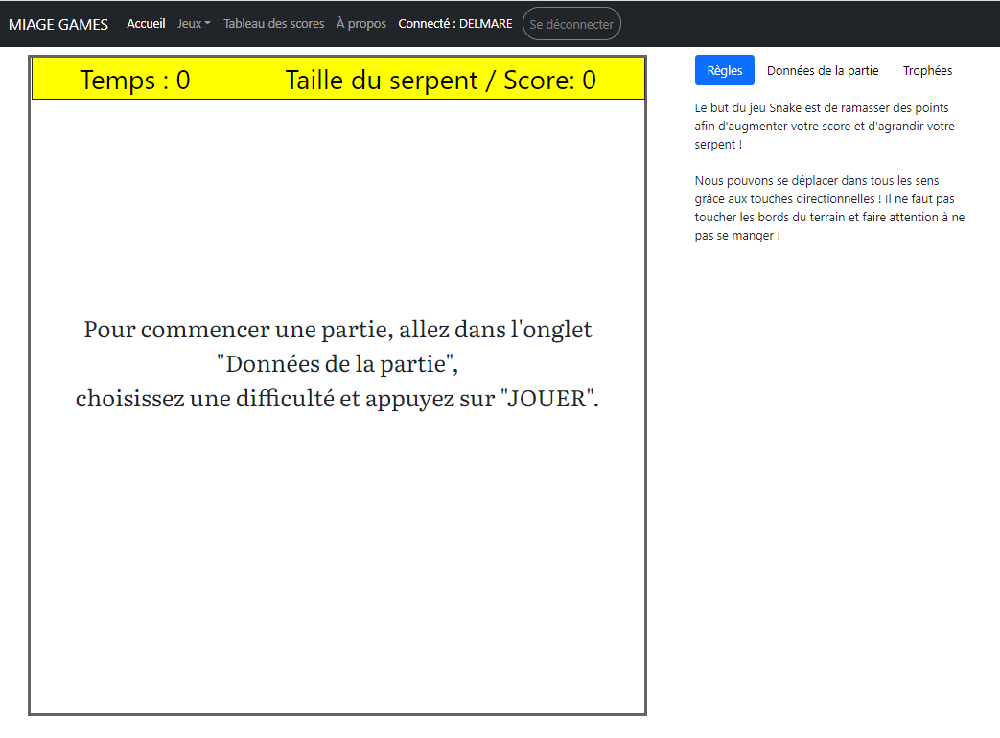 MIAGE GAMES Accueil Jeux Tableau des scores À propos Connecté : DELMARE Se déconnecter
Temps : 0 Taille du serpent / Score: 0
Pour commencer une partie, allez dans l'onglet
"Données de la partie",
choisissez une difficulté et appuyez sur "JOUER".
Règles Données de la partie Trophées
Le but du jeu Snake est de ramasser des points
afin d'augmenter votre score et d'agrandir votre
serpent !
Nous pouvons se déplacer dans tous les sens
grâce aux touches directionnelles ! Il ne faut pas
toucher les bords du terrain et faire attention à ne
pas se manger !